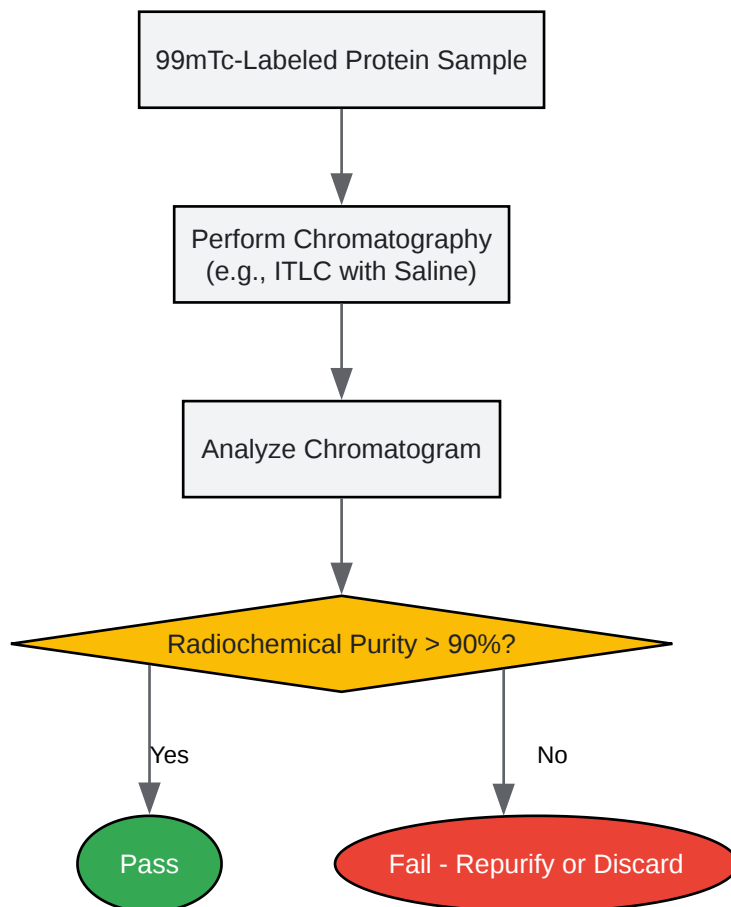 99mTc-Labeled Protein Sample
Perform Chromatography
(e.g., ITLC with Saline)
Analyze Chromatogram
Radiochemical Purity > 90%?
Yes
No
Pass
Fail - Repurify or Discard